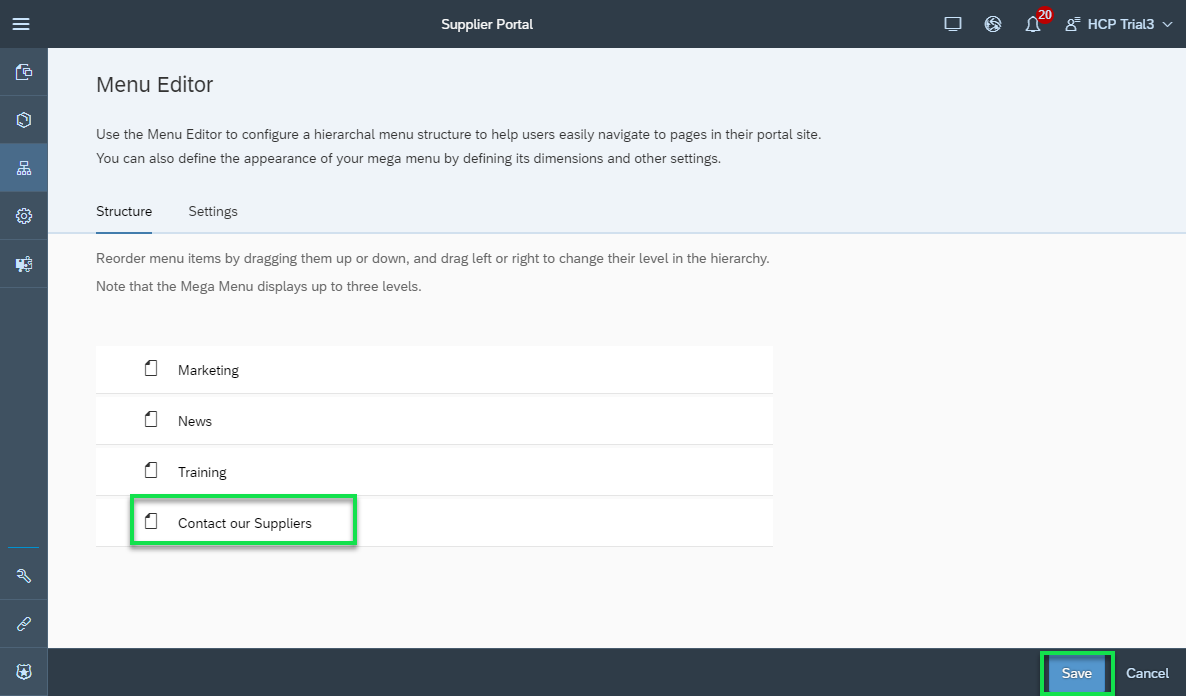 Supplier Portal
20
HCP Trial3
Menu Editor
Use the Menu Editor to configure a hierarchal menu structure to help users easily navigate to pages in their portal site.
You can also define the appearance of your mega menu by defining its dimensions and other settings.
Structure
Settings
Reorder menu items by dragging them up or down, and drag left or right to change their level in the hierarchy.
Note that the Mega Menu displays up to three levels.
Marketing
News
Training
Contact our Suppliers
Save
Cancel